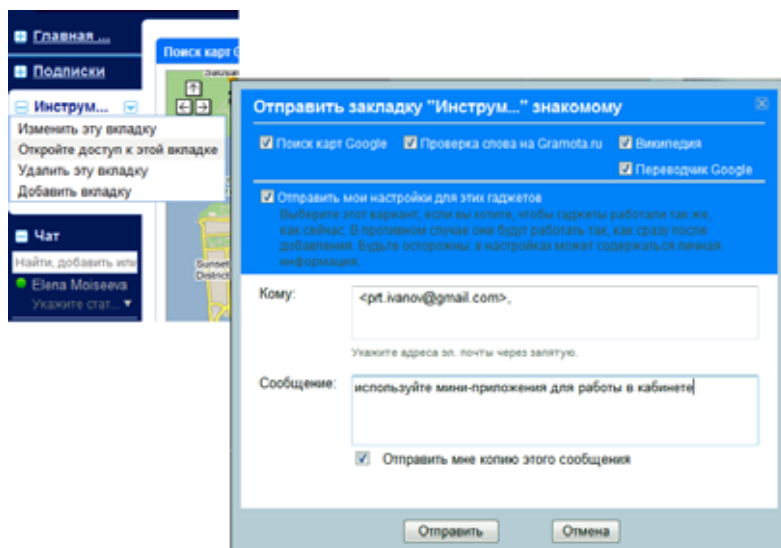 Главная ...
Подписки
Инструм...
Изменить эту вкладку
Откройте доступ к этой вкладке
Удалить эту вкладку
Добавить вкладку
Чат
Найти, добавить или
Elena Moiseeva
Укажите стат...
Поиск карт G
Sunset
District
Отправить закладку "Инструм..." знакомому
Поиск карт Google Проверка слова на Gramota.ru Википедия
Переводчик Google
Отправить мои настройки для этих гаджетов
Выберите этот вариант, если вы хотите, чтобы гаджеты работали так же,
как сейчас. В противном случае они будут работать так, как сразу после
добавления. Будьте осторожны: в настройках может содержаться личная
информация.
Кому:
<prt.ivanov@gmail.com>,
Укажите адреса эл. почты через запятую.
Сообщение:
используйте мини-приложения для работы в кабинете
Отправить мне копию этого сообщения
Отправить Отмена